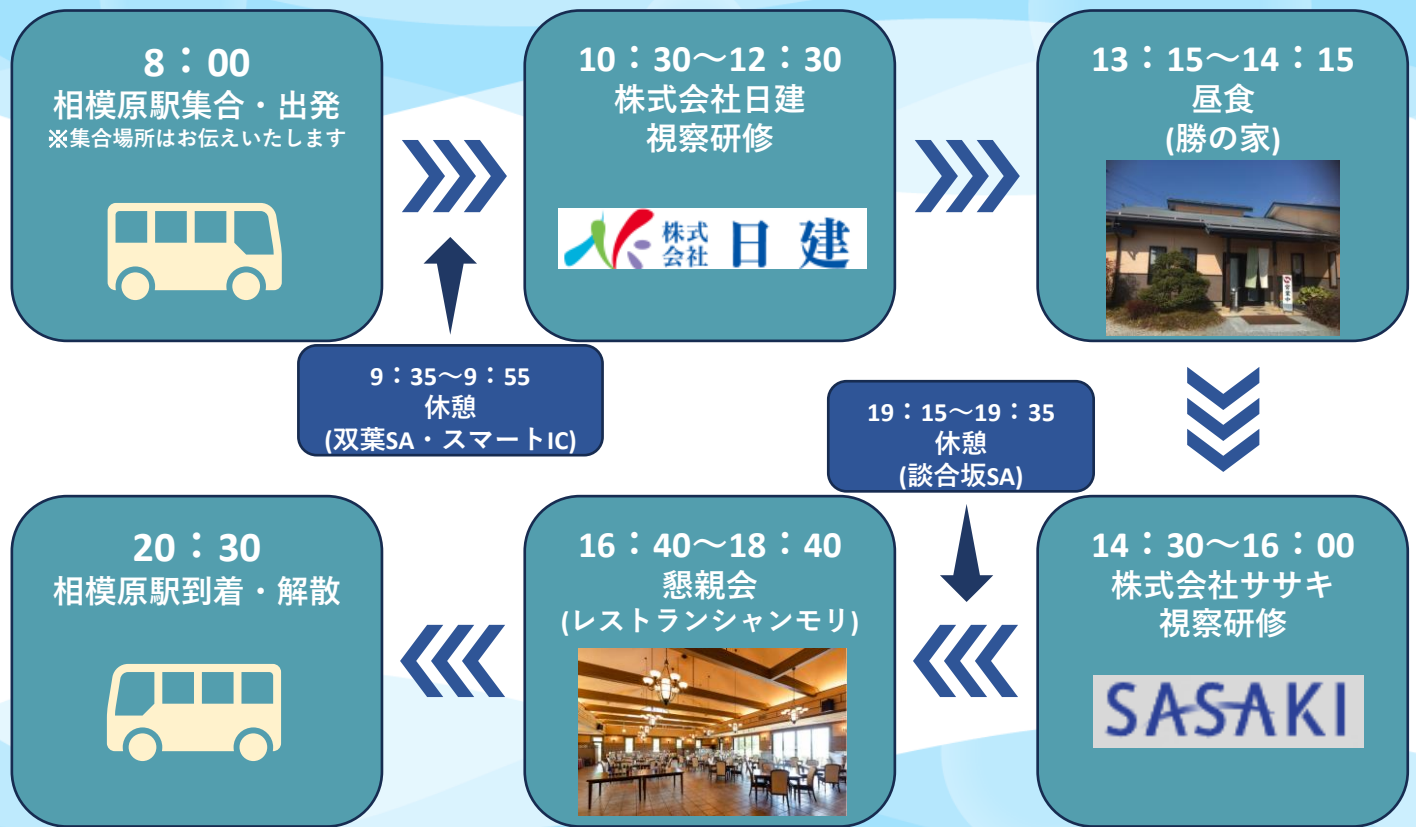 8：00
相模原駅集合・出発
※集合場所はお伝えいたします
9：35～9：55
休憩
(双葉SA・スマートIC)
10：30～12：30
株式会社日建
視察研修
株式
会社
日建
13：15～14：15
昼食
(勝の家)
営業中
14：30～16：00
株式会社ササキ
視察研修
SASAKI
19：15～19：35
休憩
(談合坂SA)
16：40～18：40
懇親会
(レストランシャンモリ)
20：30
相模原駅到着・解散